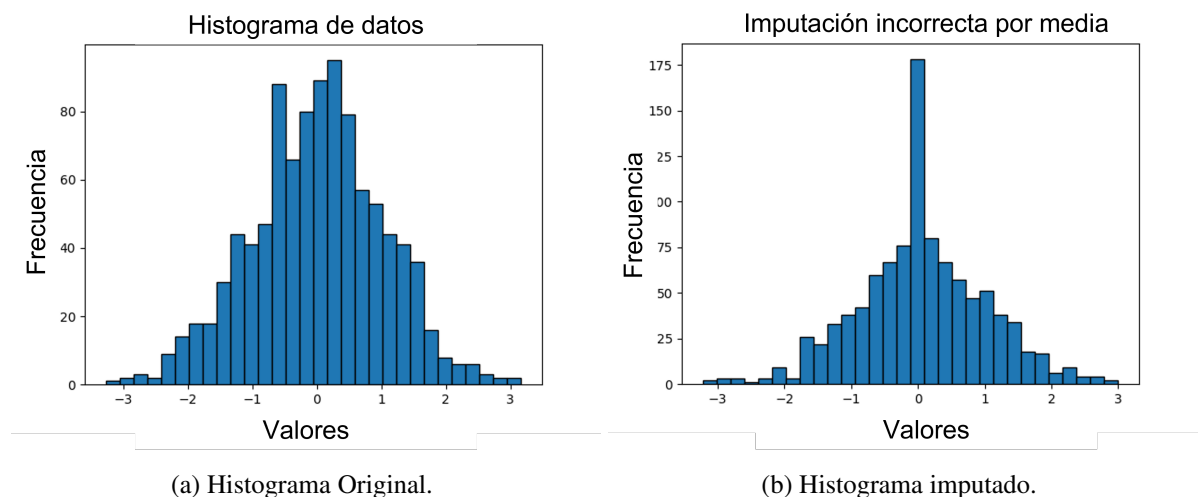 Histograma de datos
Frecuencia
80
60
40
20
0
−3 −2 −1 0 1 2 3
Valores
(a) Histograma Original.
Imputación incorrecta por media
Frecuencia
175
150
25
00
75
50
25
0
−3 −2 −1 0 1 2 3
Valores
(b) Histograma imputado.